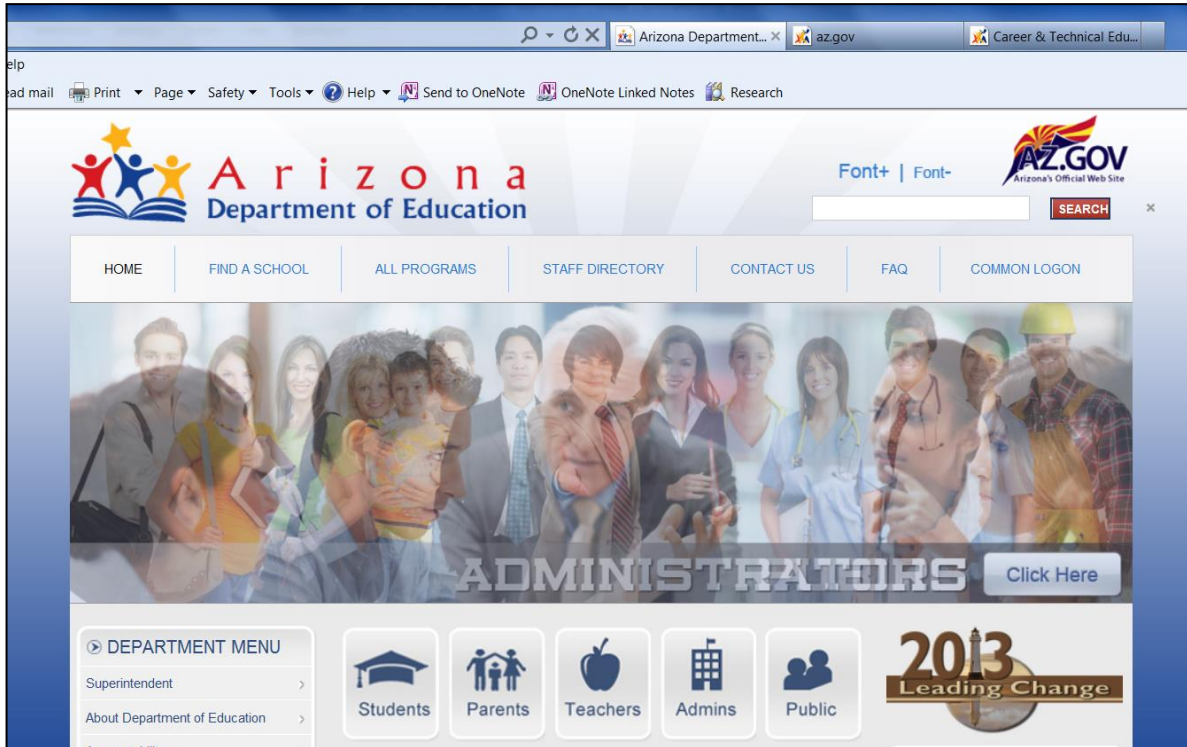 Arizona Department...
az.gov
Career & Technical Edu...
elp
ead mail Print Page Safety Tools Help Send to OneNote OneNote Linked Notes Research
Arizona
Department of Education
Font+ | Font-
AZ.GOV
Arizona's Official Web Site
SEARCH
HOME FIND A SCHOOL ALL PROGRAMS STAFF DIRECTORY CONTACT US FAQ COMMON LOGON
ADMINISTRATORS
Click Here
DEPARTMENT MENU
Superintendent
About Department of Education
Students Parents Teachers Admins Public
2013
Leading Change